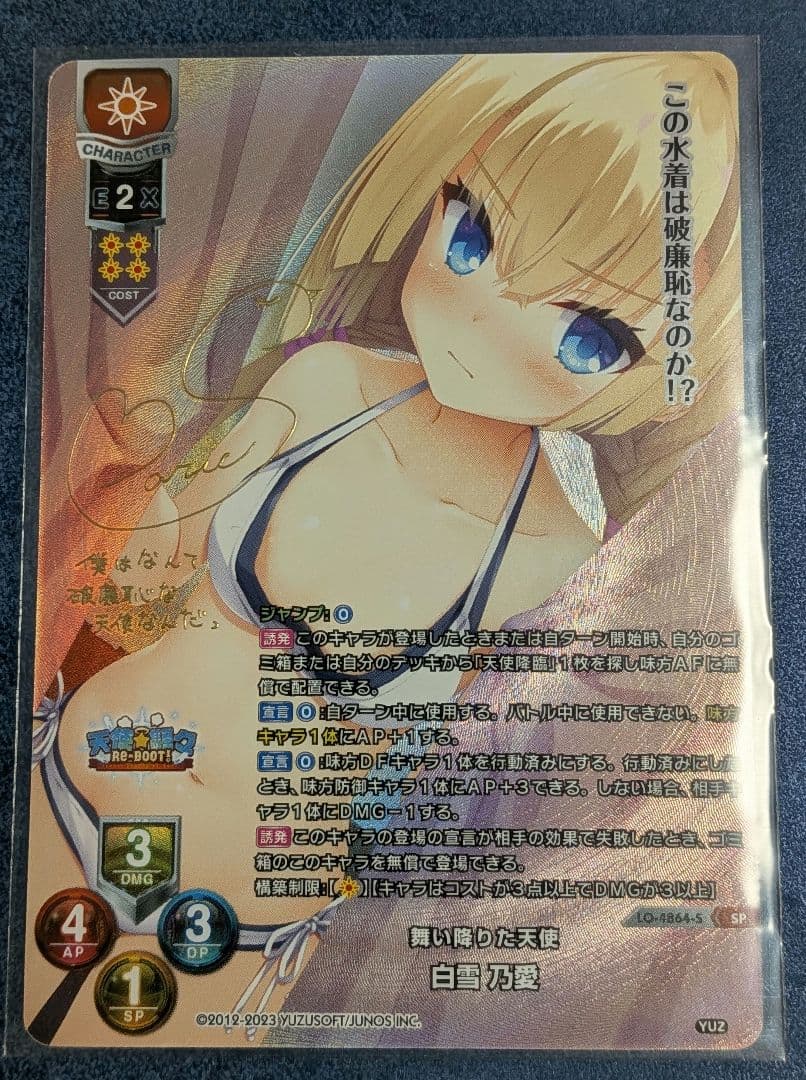 CHARACTER
E 2 X
COST
この水着は破廉恥なのか!?
僕はなんて
破廉恥な
天使なんだ
ジャンプ:0
誘発 このキャラが登場したときまたは自ターン開始時、自分のゴ
ミ箱または自分のデッキから「天使降臨」1枚を探し味方AFに無
償で配置できる。
宣言 0:自ターン中に使用する。バトル中に使用できない。味方
キャラ1体にAP+1する。
宣言 0:味方DFキャラ1体を行動済みにする。行動済みにした
とき、味方防御キャラ1体にAP+3できる。しない場合、相手キ
ャラ1体にDMG-1する。
誘発 このキャラの登場の宣言が相手の効果で失敗したとき、ゴミ
箱のこのキャラを無償で登場できる。
構築制限:【】[キャラはコストが3点以上でDMGが3以上]
天使☆騒々
RE-BOOT!
3
DMG
4
AP
3
DP
1
SP
LO-4864-S SP
舞い降りた天使
白雪 乃愛
©2012-2023 YUZUSOFT/JUNOS INC.
YU2